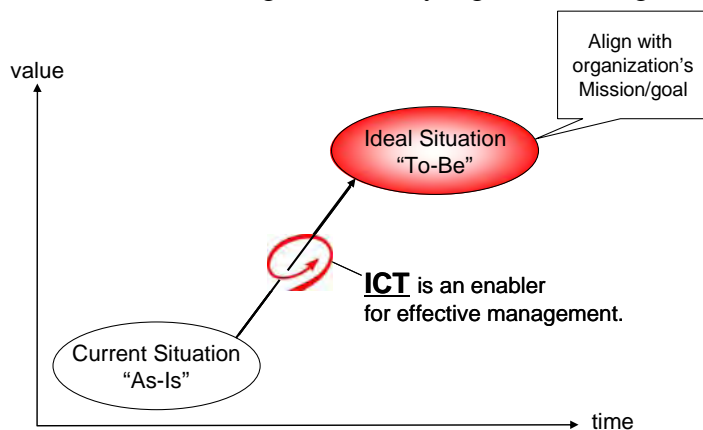 Align with
organization's
Mission/goal
value
Ideal Situation
“To-Be”
ICT is an enabler
for effective management.
Current Situation
“As-Is”
time